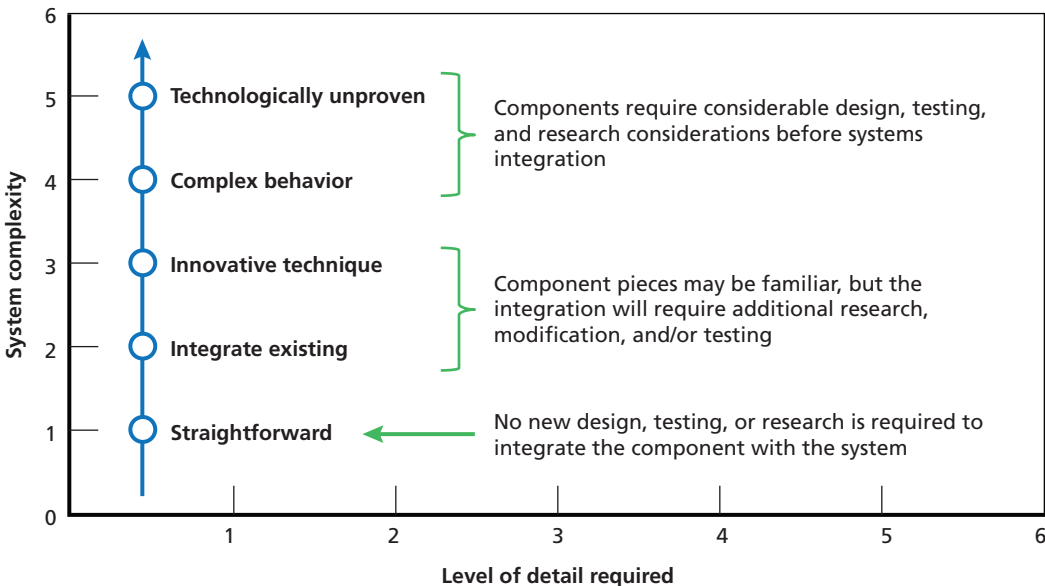 6
5
4
3
2
1
0
System complexity
Technologically unproven
Complex behavior
Innovative technique
Integrate existing
Straightforward
Components require considerable design, testing,
and research considerations before systems
integration
Component pieces may be familiar, but the
integration will require additional research,
modification, and/or testing
No new design, testing, or research is required to
integrate the component with the system
1
2
3
4
5
6
Level of detail required